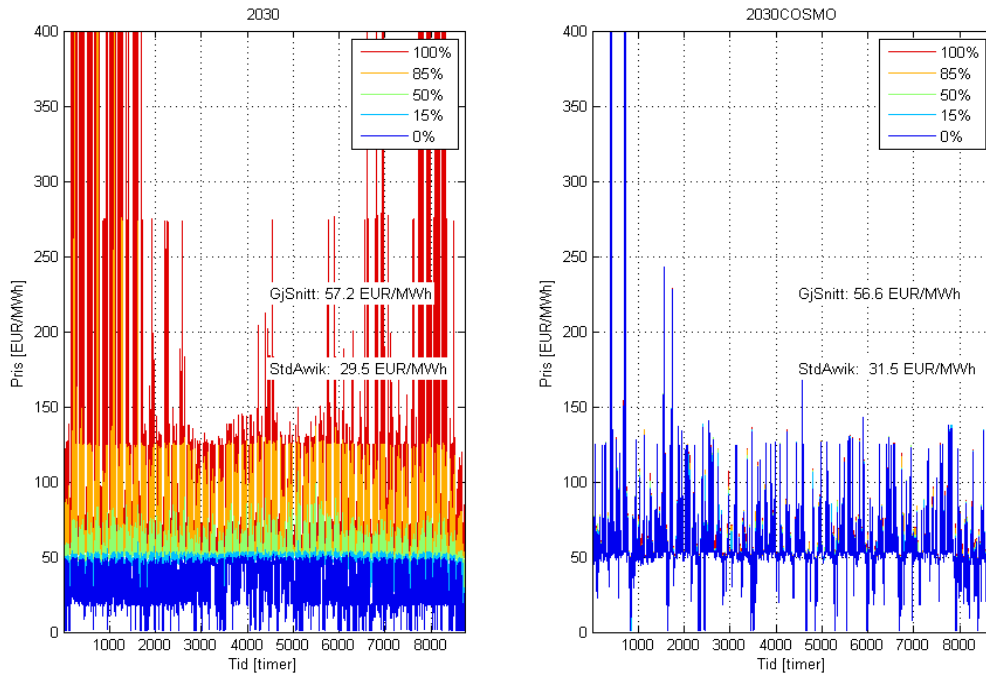 2030
400
350
300
250
200
150
100
50
0
Pris [EUR/MWh]
100%
85%
50%
15%
0%
GjSnitt: 57.2 EUR/MWh
StdAwik: 29.5 EUR/MWh
1000 2000 3000 4000 5000 6000 7000 8000
Tid [timer]
2030COSMO
400
350
300
250
200
150
100
50
0
Pris [EUR/MWh]
100%
85%
50%
15%
0%
GjSnitt: 56.6 EUR/MWh
StdAwik: 31.5 EUR/MWh
1000 2000 3000 4000 5000 6000 7000 8000
Tid [timer]